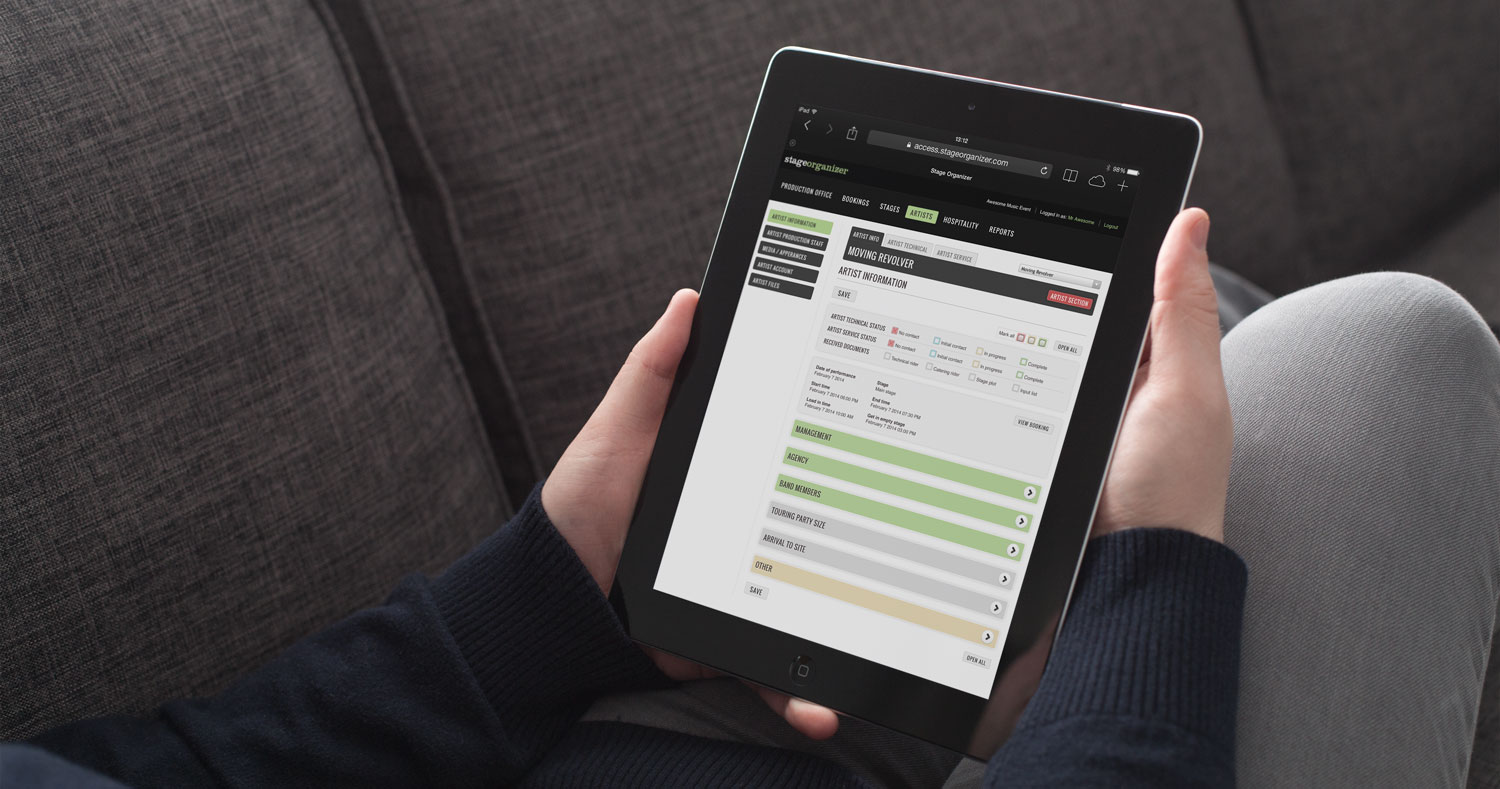 iPad
13:12
98%
access.stageorganizer.com
Stage Organizer
stageorganizer
Awesome Music Event Logged in as: Mr Awesome Logout
PRODUCTION OFFICE BOOKINGS STAGES ARTISTS HOSPITALITY REPORTS
ARTIST INFORMATION
ARTIST PRODUCTION STAFF
MEDIA / APPERANCES
ARTIST ACCOUNT
ARTIST FILES
ARTIST INFO ARTIST TECHNICAL ARTIST SERVICE
Moving Revolver
MOVING REVOLVER
ARTIST SECTION
ARTIST INFORMATION
SAVE
Mark all
OPEN ALL
ARTIST TECHNICAL STATUS No contact Initial contact In progress Complete
ARTIST SERVICE STATUS No contact Initial contact In progress Complete
RECEIVED DOCUMENTS Technical rider Catering rider Stage plot Input list
Date of performance
February 7 2014
Stage
Main stage
Start time
February 7 2014 06:00 PM
End time
February 7 2014 07:30 PM
Load in time
February 7 2014 10:00 AM
Get in empty stage
February 7 2014 05:00 PM
VIEW BOOKING
MANAGEMENT
AGENCY
BAND MEMBERS
TOURING PARTY SIZE
ARRIVAL TO SITE
OTHER
SAVE
OPEN ALL